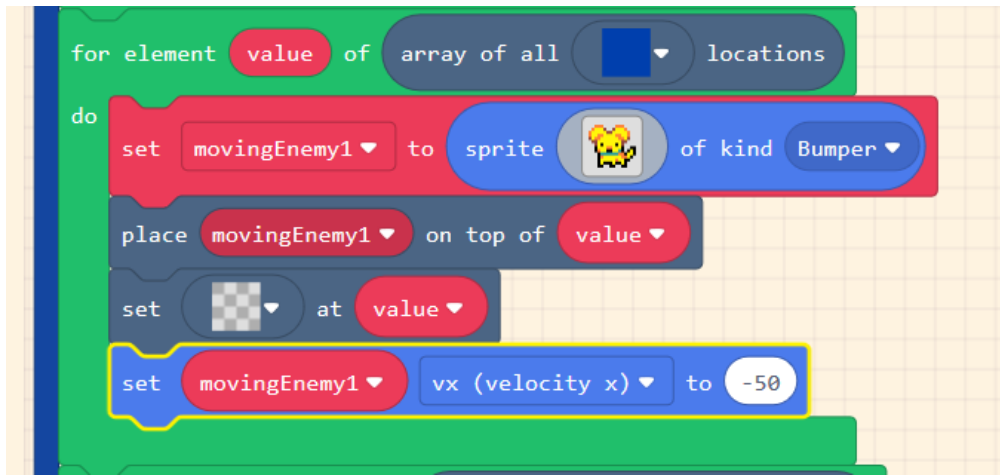 for element value of array of all locations
do
set movingEnemy1 to sprite of kind Bumper
place movingEnemy1 on top of value
set at value
set movingEnemy1 vx (velocity x) to -50